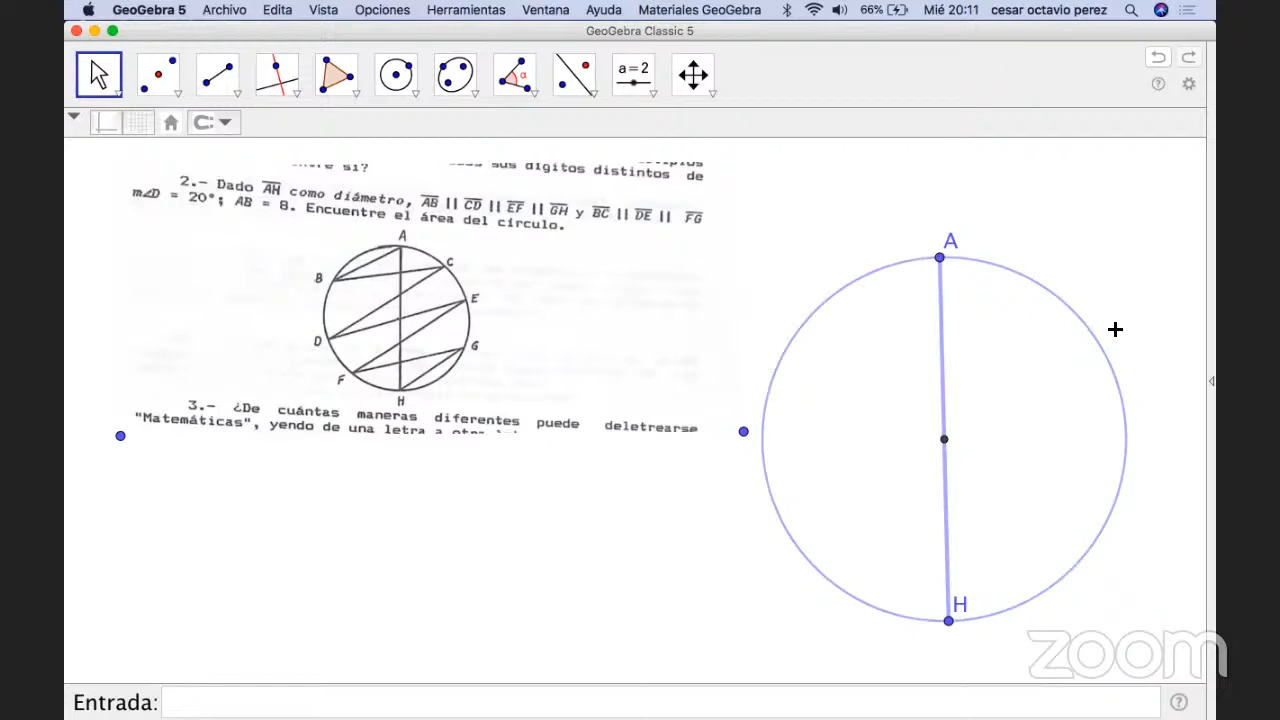 GeoGebra 5 Archivo Edita Vista Opciones Herramientas Ventana Ayuda Materiales GeoGebra 66% Mié 20:11 cesar octavio perez
GeoGebra Classic 5
α
a=2
sus dígitos distintos de
si?
2.- Dado AH como diámetro, AB || CD || EF || GH y BC || DE || FG
m∠D = 20°; AB = 8. Encuentre el área del círculo.
A
B
C
E
D
G
F
H
3.- ¿De cuántas maneras diferentes puede deletrearse
"Matemáticas", yendo de una letra a
A
H
zoom
Entrada: